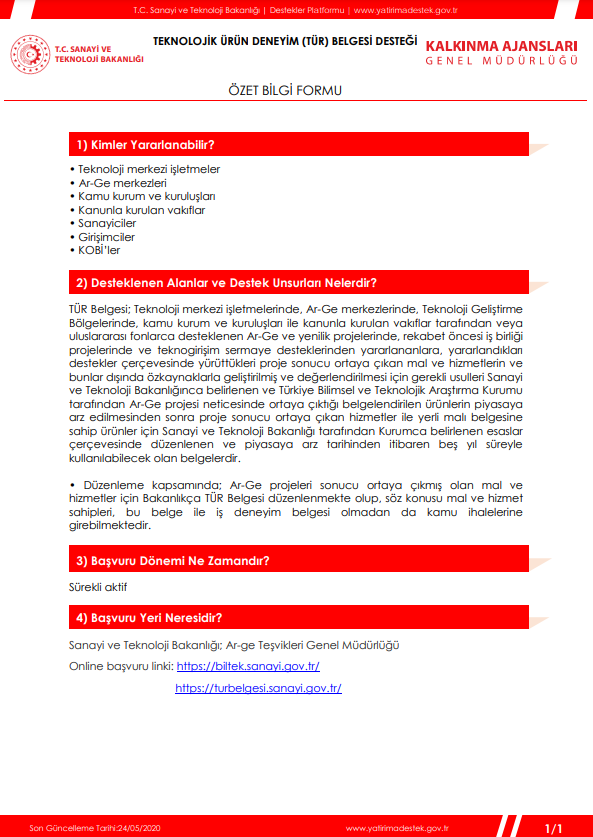 T.C. Sanayi ve Teknoloji Bakanlığı | Destekler Platformu | www.yatirimadestek.gov.tr
T.C. SANAYİ VE
TEKNOLOJİ BAKANLIĞI
TEKNOLOJİK ÜRÜN DENEYİM (TÜR) BELGESİ DESTEĞİ
KALKINMA AJANSLARI
GENEL MÜDÜRLÜĞÜ
ÖZET BİLGİ FORMU
1) Kimler Yararlanabilir?
• Teknoloji merkezi işletmeler
• Ar-Ge merkezleri
• Kamu kurum ve kuruluşları
• Kanunla kurulan vakıflar
• Sanayiciler
• Girişimciler
• KOBİ’ler
2) Desteklenen Alanlar ve Destek Unsurları Nelerdir?
TÜR Belgesi; Teknoloji merkezi işletmelerinde, Ar-Ge merkezlerinde, Teknoloji Geliştirme
Bölgelerinde, kamu kurum ve kuruluşları ile kanunla kurulan vakıflar tarafından veya
uluslararası fonlarca desteklenen Ar-Ge ve yenilik projelerinde, rekabet öncesi iş birliği
projelerinde ve teknogirişim sermaye desteklerinden yararlananlara, yararlandıkları
destekler çerçevesinde yürüttükleri proje sonucu ortaya çıkan mal ve hizmetlerin ve
bunlar dışında özkaynaklarla geliştirilmiş ve değerlendirilmesi için gerekli usulleri Sanayi
ve Teknoloji Bakanlığınca belirlenen ve Türkiye Bilimsel ve Teknolojik Araştırma Kurumu
tarafından Ar-Ge projesi neticesinde ortaya çıktığı belgelendirilen ürünlerin piyasaya
arz edilmesinden sonra proje sonucu ortaya çıkan hizmetler ile yerli malı belgesine
sahip ürünler için Sanayi ve Teknoloji Bakanlığı tarafından Kurumca belirlenen esaslar
çerçevesinde düzenlenen ve piyasaya arz tarihinden itibaren beş yıl süreyle
kullanılabilecek olan belgelerdir.
• Düzenleme kapsamında; Ar-Ge projeleri sonucu ortaya çıkmış olan mal ve
hizmetler için Bakanlıkça TÜR Belgesi düzenlenmekte olup, söz konusu mal ve hizmet
sahipleri, bu belge ile iş deneyim belgesi olmadan da kamu ihalelerine
girebilmektedir.
3) Başvuru Dönemi Ne Zamandır?
Sürekli aktif
4) Başvuru Yeri Neresidir?
Sanayi ve Teknoloji Bakanlığı; Ar-ge Teşvikleri Genel Müdürlüğü
Online başvuru linki: https://biltek.sanayi.gov.tr/
https://turbelgesi.sanayi.gov.tr/
Son Güncelleme Tarihi:24/05/2020
www.yatirimadestek.gov.tr
1/1